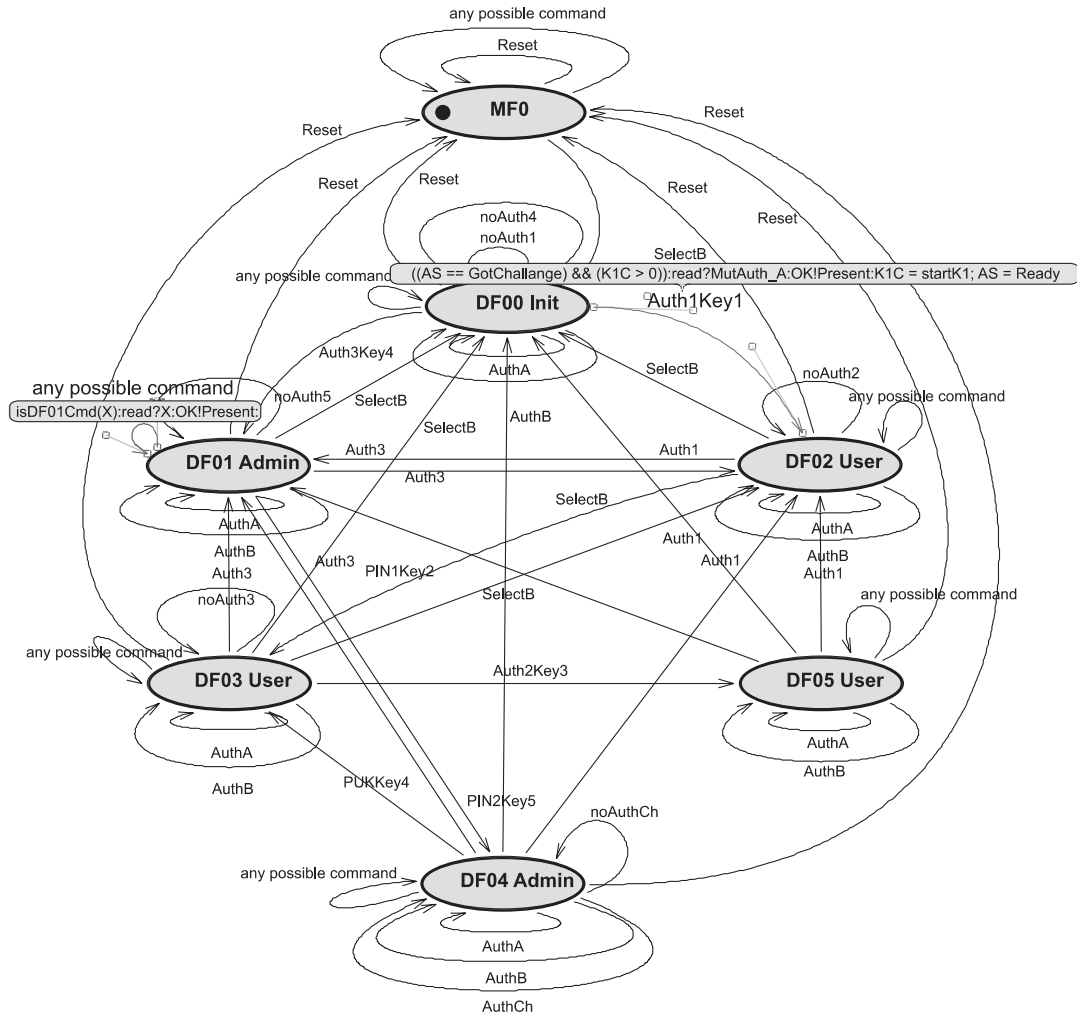 any possible command
Reset
MF0
Reset
Reset
Reset
Reset
Reset
Reset
noAuth4
noAuth1
SelectB
any possible command
((AS == GotChallange) && (K1C > 0)):read?MutAuth_A:OK!Present:K1C = startK1; AS = Ready
DF00 Init
Auth1Key1
Auth3Key4
AuthA
SelectB
noAuth2
any possible command
noAuth5
SelectB
AuthB
any possible command
isDF01Cmd(X):read?X:OK!Present:
SelectB
Auth3
Auth1
DF01 Admin
DF02 User
Auth3
SelectB
AuthA
AuthA
AuthB
Auth3
Auth3
PIN1Key2
Auth1
Auth1
AuthB
Auth1
noAuth3
SelectB
any possible command
any possible command
DF03 User
Auth2Key3
DF05 User
AuthA
AuthA
AuthB
PUKKey4
AuthB
PIN2Key5
noAuthCh
any possible command
DF04 Admin
AuthA
AuthB
AuthCh